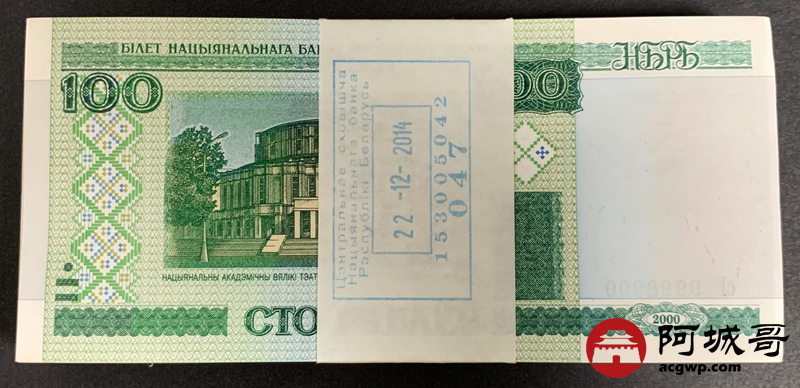 БІЛЕТ НАЦЫЯНАЛЬНАГА БАН
НБРБ
100
00
Цэнтральнае сховішча
Нацыянальнага банка
Рэспублікі Беларусь
22-12-2014
1530005042
047
НАЦЫЯНАЛЬНЫ АКАДЭМІЧНЫ ВЯЛІКІ ТЭАТ
СТО
2000
阿城哥
acgwp.com